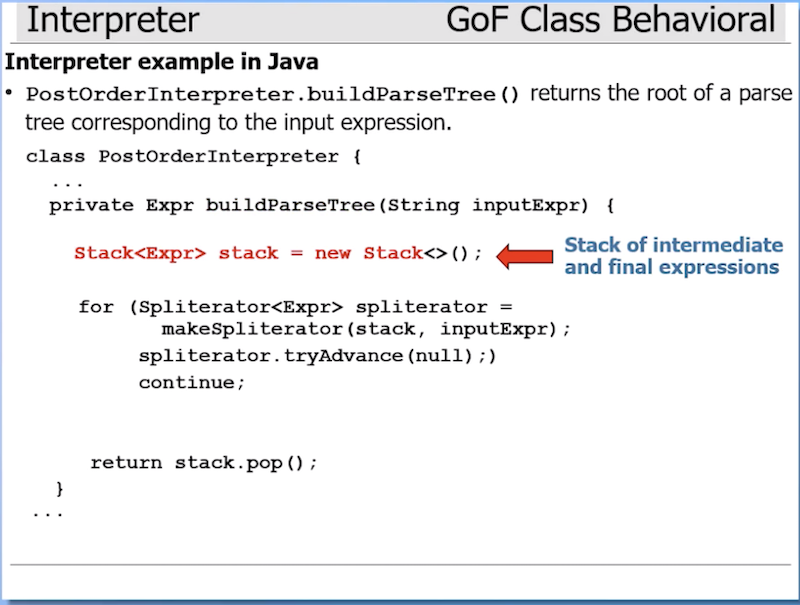 Interpreter GoF Class Behavioral
Interpreter example in Java
• PostOrderInterpreter.buildParseTree() returns the root of a parse
tree corresponding to the input expression.
class PostOrderInterpreter {
...
private Expr buildParseTree(String inputExpr) {
Stack<Expr> stack = new Stack<>();
Stack of intermediate
and final expressions
for (Spliterator<Expr> spliterator =
makeSpliterator(stack, inputExpr);
spliterator.tryAdvance(null);)
continue;
return stack.pop();
}
...